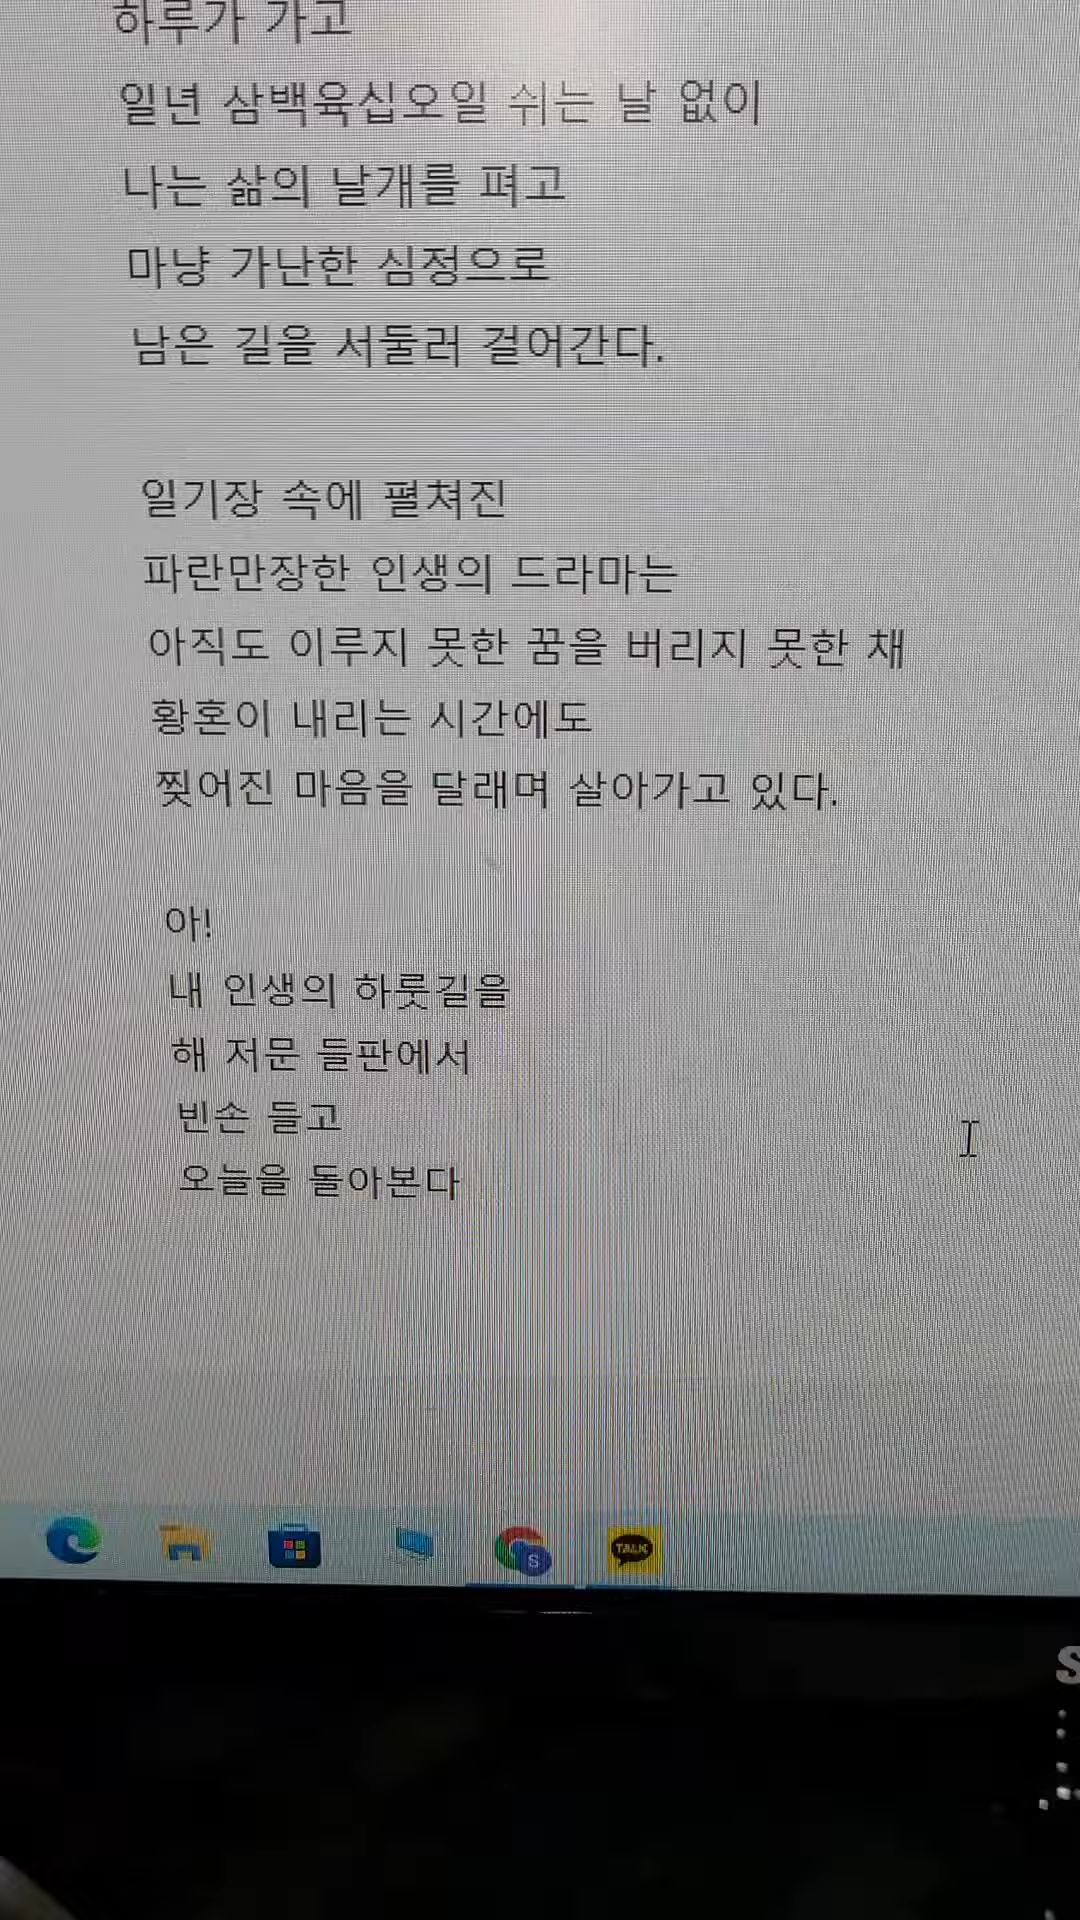 하루가 가고
일년 삼백육십오일 쉬는 날 없이
나는 삶의 날개를 펴고
마냥 가난한 심정으로
남은 길을 서둘러 걸어간다.
일기장 속에 펼쳐진
파란만장한 인생의 드라마는
아직도 이루지 못한 꿈을 버리지 못한 채
황혼이 내리는 시간에도
찢어진 마음을 달래며 살아가고 있다.
아!
내 인생의 하룻길을
해 저문 들판에서
빈손 들고
오늘을 돌아본다
S
TALK
S